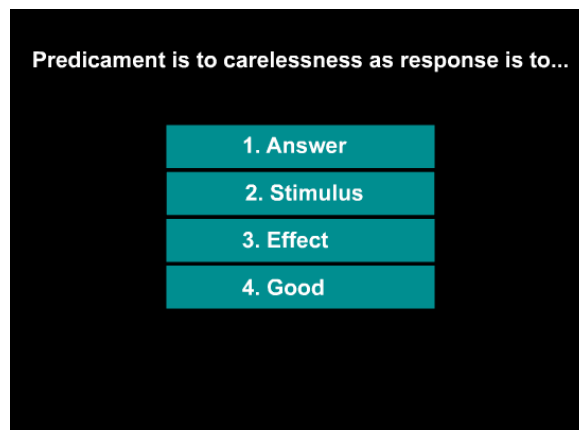 Predicament is to carelessness as response is to...
1. Answer
2. Stimulus
3. Effect
4. Good